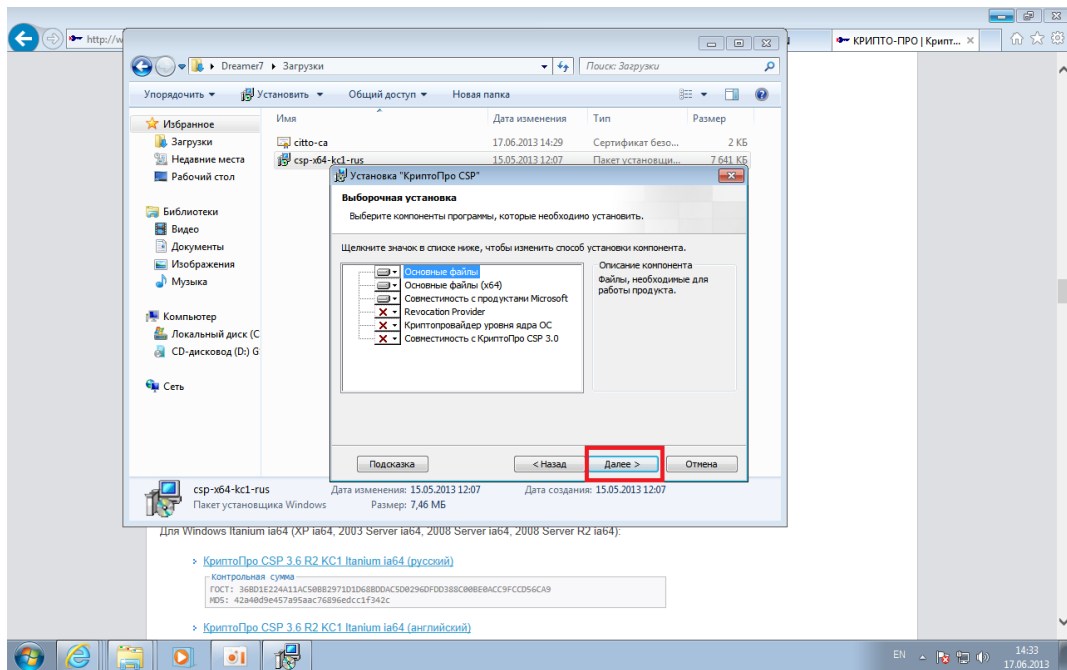 http://w
КРИПТО-ПРО | Крипт...
Dreamer7 Загрузки
Поиск: Загрузки
Упорядочить Установить Общий доступ Новая папка
Имя Дата изменения Тип Размер
Избранное
Загрузки
Недавние места
Рабочий стол
Библиотеки
Видео
Документы
Изображения
Музыка
Компьютер
Локальный диск (C
CD-дисковод (D:) G
Сеть
citto-ca 17.06.2013 14:29 Сертификат безо... 2 КБ
csp-x64-kc1-rus 15.05.2013 12:07 Пакет установщи... 7 641 КБ
Установка "КриптоПро CSP"
Выборочная установка
Выберите компоненты программы, которые необходимо установить.
Щелкните значок в списке ниже, чтобы изменить способ установки компонента.
Основные файлы
Основные файлы (x64)
Совместимость с продуктами Microsoft
Revocation Provider
Криптопровайдер уровня ядра ОС
Совместимость с КриптоПро CSP 3.0
Описание компонента
Файлы, необходимые для
работы продукта.
Подсказка < Назад Далее > Отмена
csp-x64-kc1-rus Дата изменения: 15.05.2013 12:07 Дата создания: 15.05.2013 12:07
Пакет установщика Windows Размер: 7,46 МБ
Для Windows Itanium ia64 (XP ia64, 2003 Server ia64, 2008 Server ia64, 2008 Server R2 ia64):
КриптоПро CSP 3.6 R2 KC1 Itanium ia64 (русский)
Контрольная сумма
ГОСТ: 36BD1E224A11AC50BB2971D1D68BDDAC5D0296DFDD388C00BE0ACC9FCCD56CA9
MD5: 42a40d9e457a95aac76896edcc1f342c
КриптоПро CSP 3.6 R2 KC1 Itanium ia64 (английский)
EN 14:33
17.06.2013